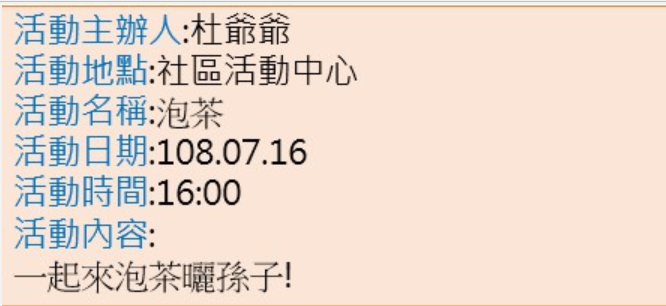 活動主辦人:杜爺爺
活動地點:社區活動中心
活動名稱:泡茶
活動日期:108.07.16
活動時間:16:00
活動內容:
一起來泡茶曬孫子!